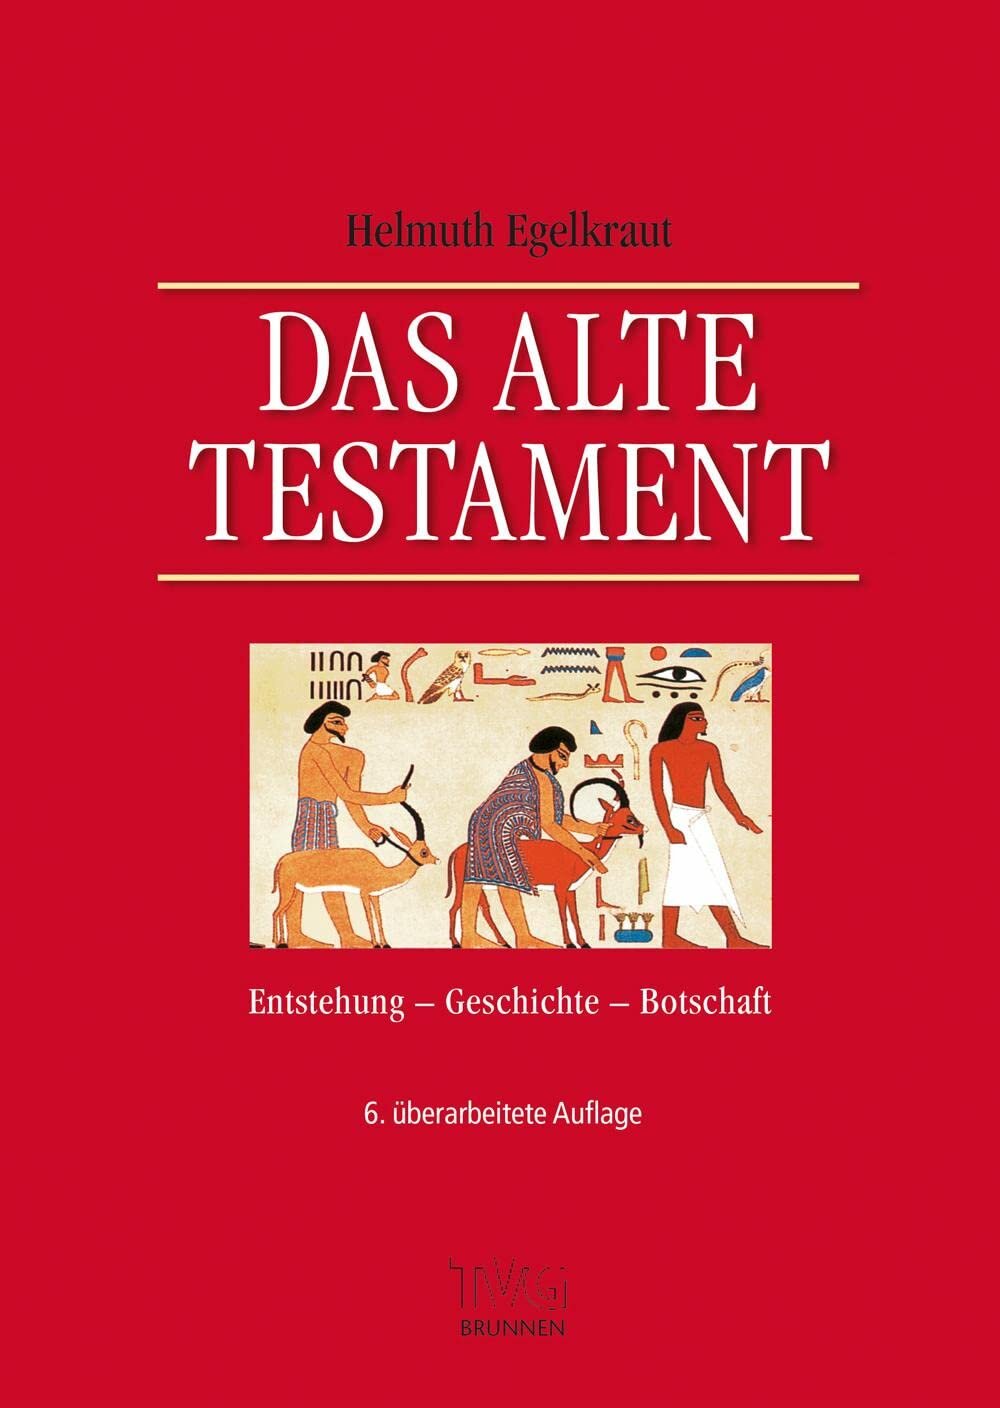 Helmuth Egelkraut
DAS ALTE
TESTAMENT
Entstehung – Geschichte – Botschaft
6. überarbeitete Auflage
TVG
BRUNNEN